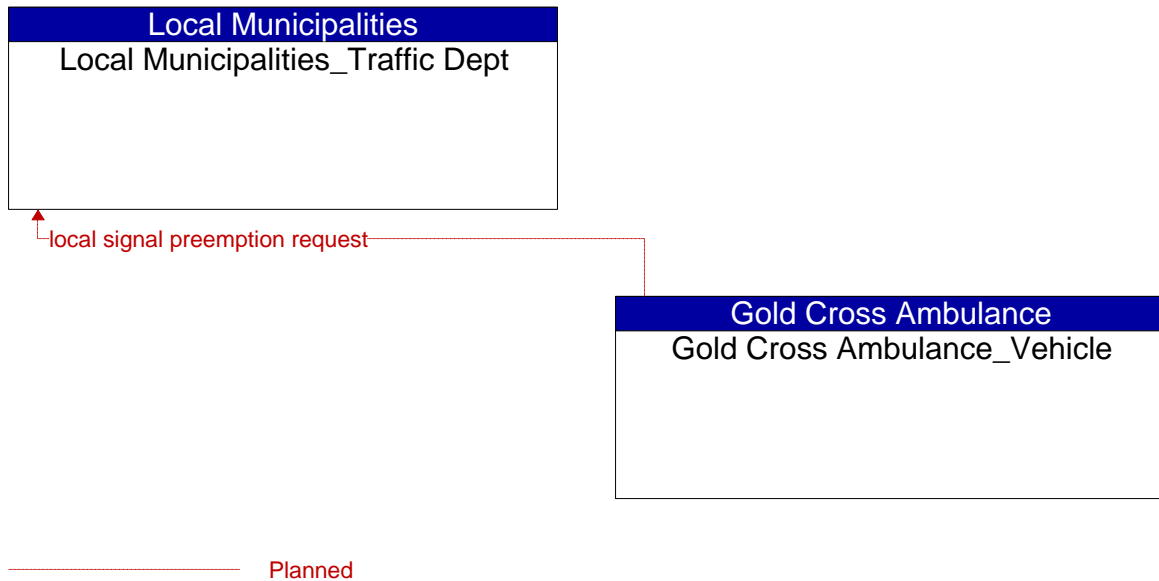 Local Municipalities
Local Municipalities_Traffic Dept
local signal preemption request
Gold Cross Ambulance
Gold Cross Ambulance_Vehicle
Planned